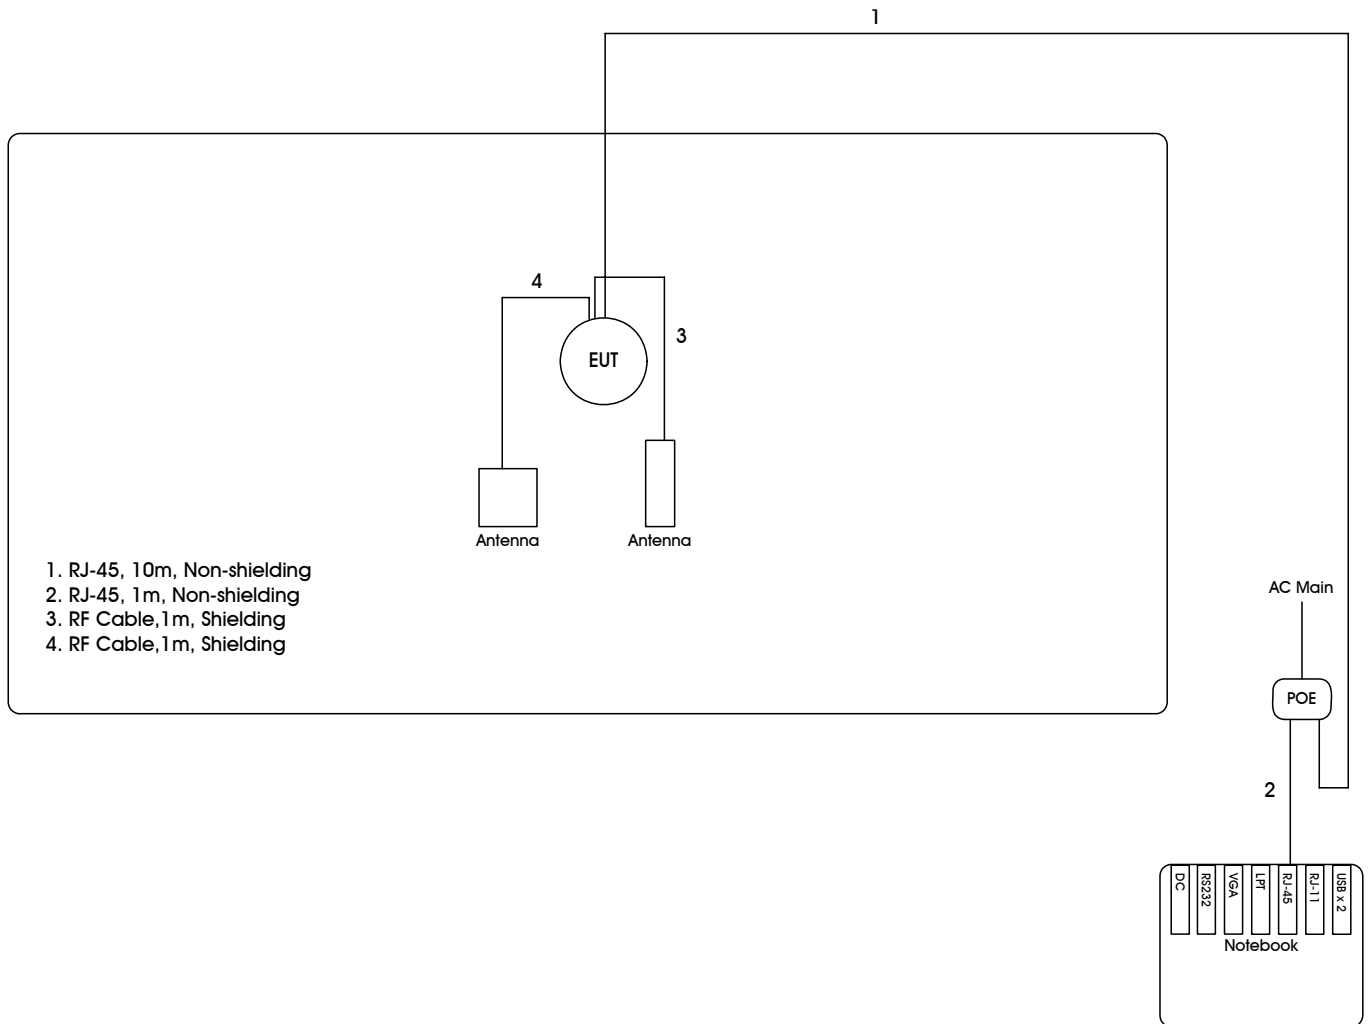 1
4
3
EUT
Antenna
Antenna
1. RJ-45, 10m, Non-shielding
2. RJ-45, 1m, Non-shielding
3. RF Cable,1m, Shielding
4. RF Cable,1m, Shielding
AC Main
POE
2
DC
RS232
VGA
LPT
RJ-45
RJ-11
USB x 2
Notebook